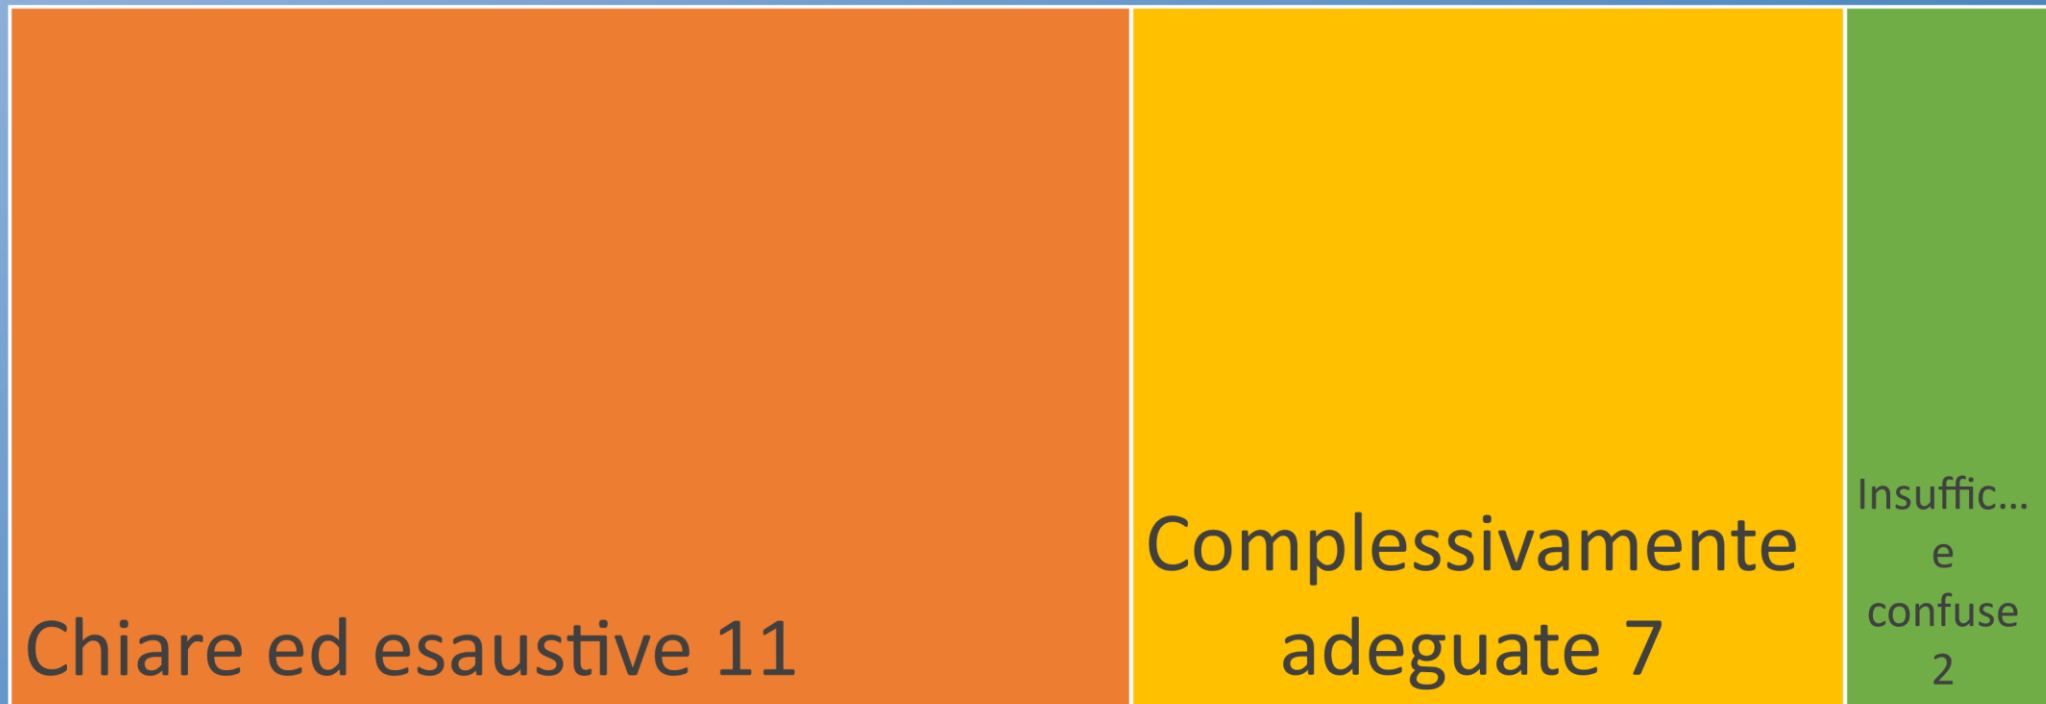 Chiare ed esaustive 11
Complessivamente
adeguate 7
Insuffic...
e
confuse
2